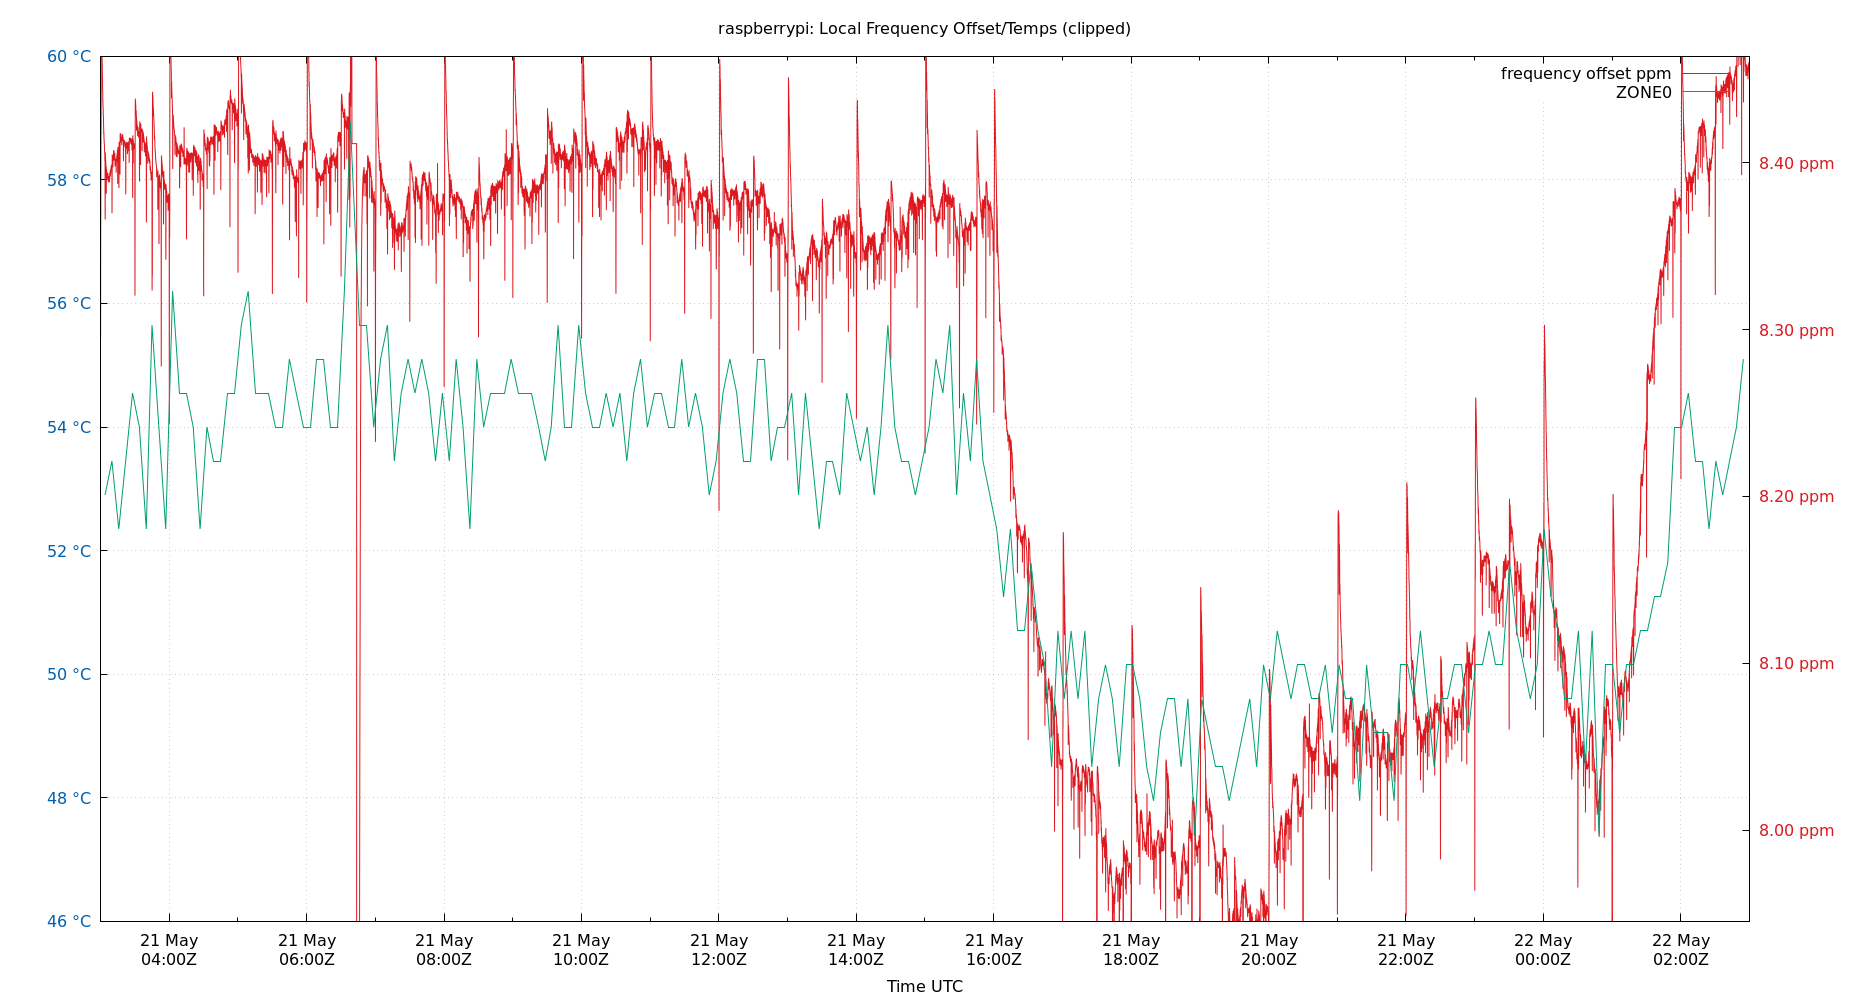 raspberrypi: Local Frequency Offset/Temps (clipped)
60 °C
58 °C
56 °C
54 °C
52 °C
50 °C
48 °C
46 °C
frequency offset ppm
ZONE0
8.40 ppm
8.30 ppm
8.20 ppm
8.10 ppm
8.00 ppm
21 May 21 May 21 May 21 May 21 May 21 May 21 May 21 May 21 May 21 May 22 May 22 May
04:00Z 06:00Z 08:00Z 10:00Z 12:00Z 14:00Z 16:00Z 18:00Z 20:00Z 22:00Z 00:00Z 02:00Z
Time UTC